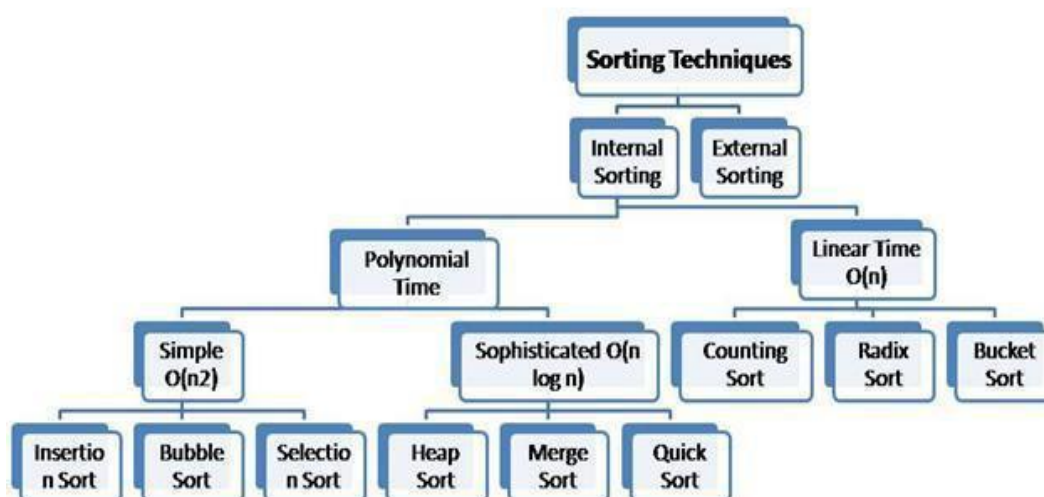 Sorting Techniques
Internal
Sorting
External
Sorting
Polynomial
Time
Linear Time
O(n)
Simple
O(n2)
Sophisticated O(n
log n)
Counting
Sort
Radix
Sort
Bucket
Sort
Insertio
n Sort
Bubble
Sort
Selectio
n Sort
Heap
Sort
Merge
Sort
Quick
Sort